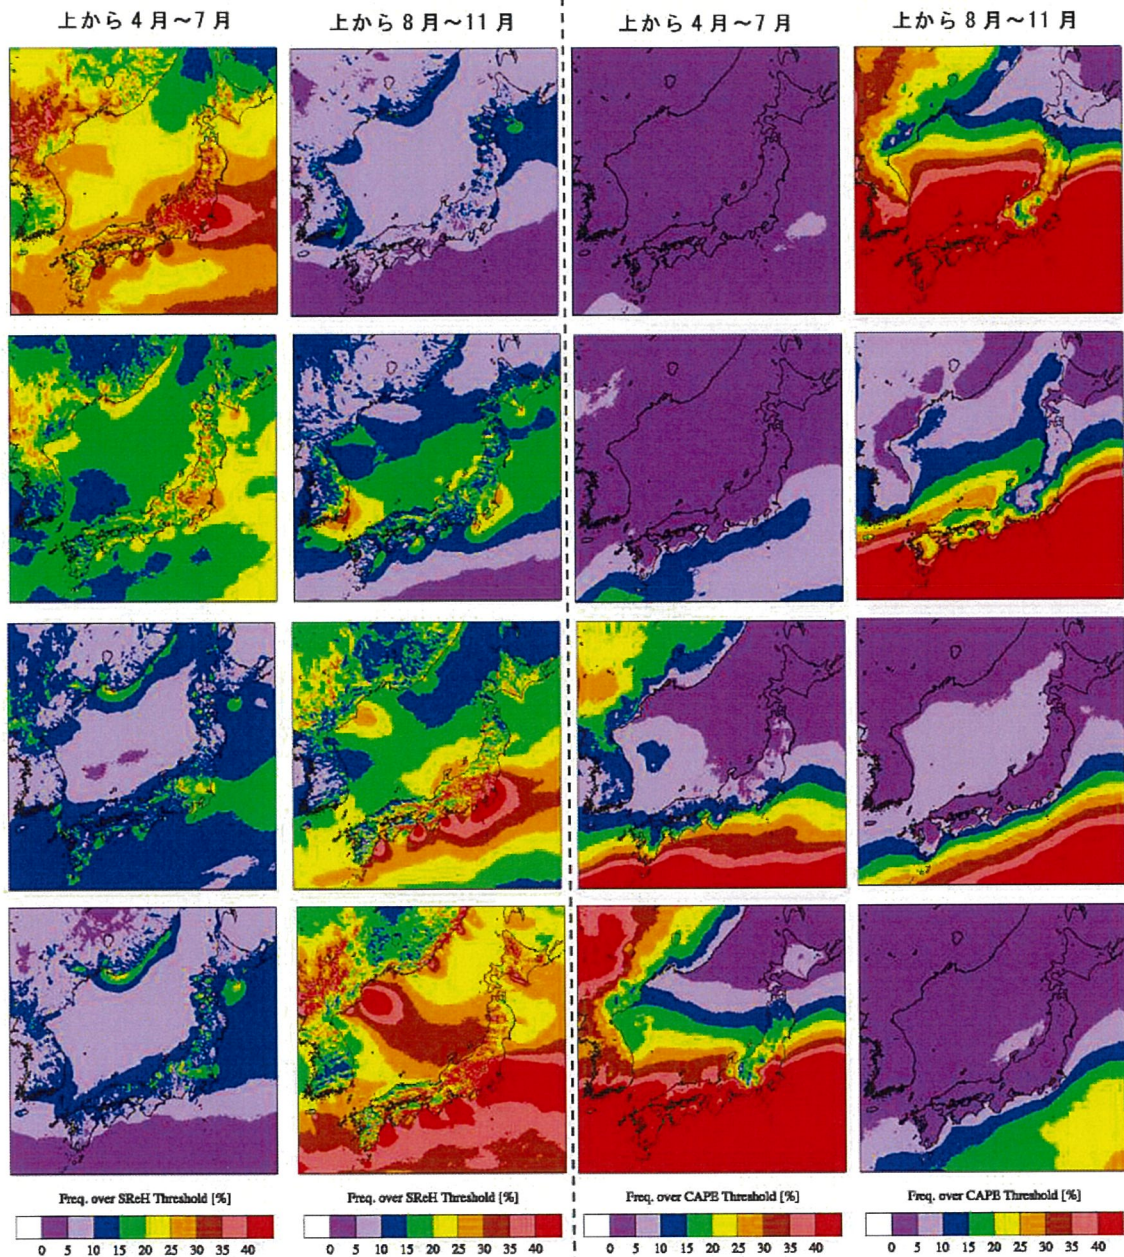 上から4月～7月
上から8月～11月
上から4月～7月
上から8月～11月
Freq. over SReH Threshold [%]
Freq. over SReH Threshold [%]
Freq. over CAPE Threshold [%]
Freq. over CAPE Threshold [%]
0 5 10 15 20 25 30 35 40
0 5 10 15 20 25 30 35 40
0 5 10 15 20 25 30 35 40
0 5 10 15 20 25 30 35 40